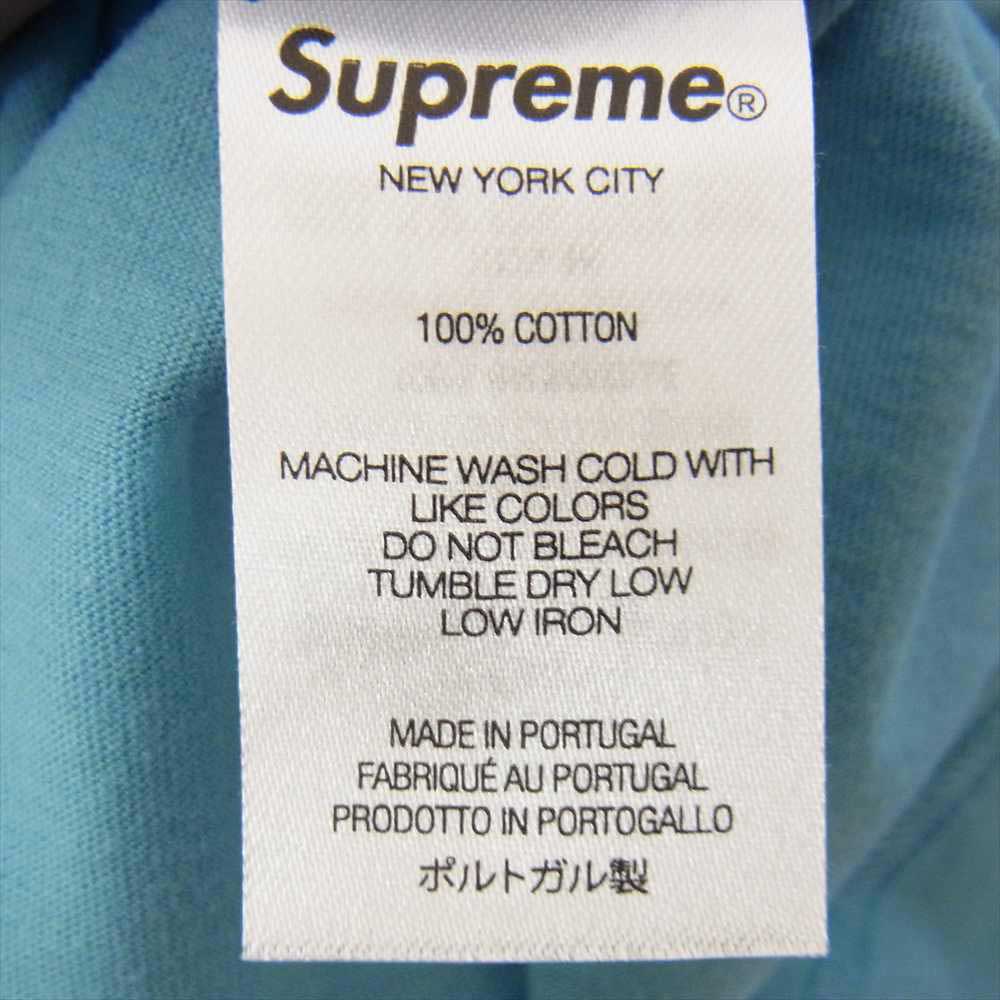 Supreme®
NEW YORK CITY
100% COTTON
MACHINE WASH COLD WITH
LIKE COLORS
DO NOT BLEACH
TUMBLE DRY LOW
LOW IRON
MADE IN PORTUGAL
FABRIQUÉ AU PORTUGAL
PRODOTTO IN PORTOGALLO
ポルトガル製